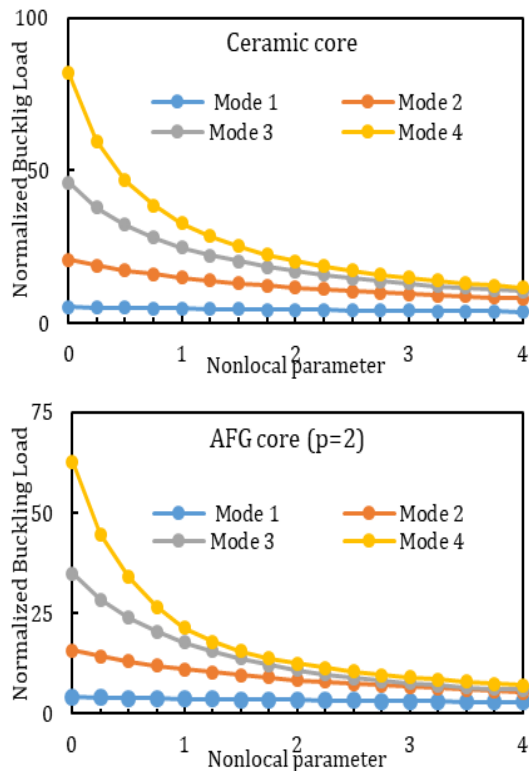 100
Ceramic core
Mode 1
Mode 2
Mode 3
Mode 4
50
0
Normalized Bucklig Load
0 1 2 3 4
Nonlocal parameter
75
AFG core (p=2)
Mode 1
Mode 2
Mode 3
Mode 4
50
25
0
Normalized Buckling Load
0 1 2 3 4
Nonlocal parameter